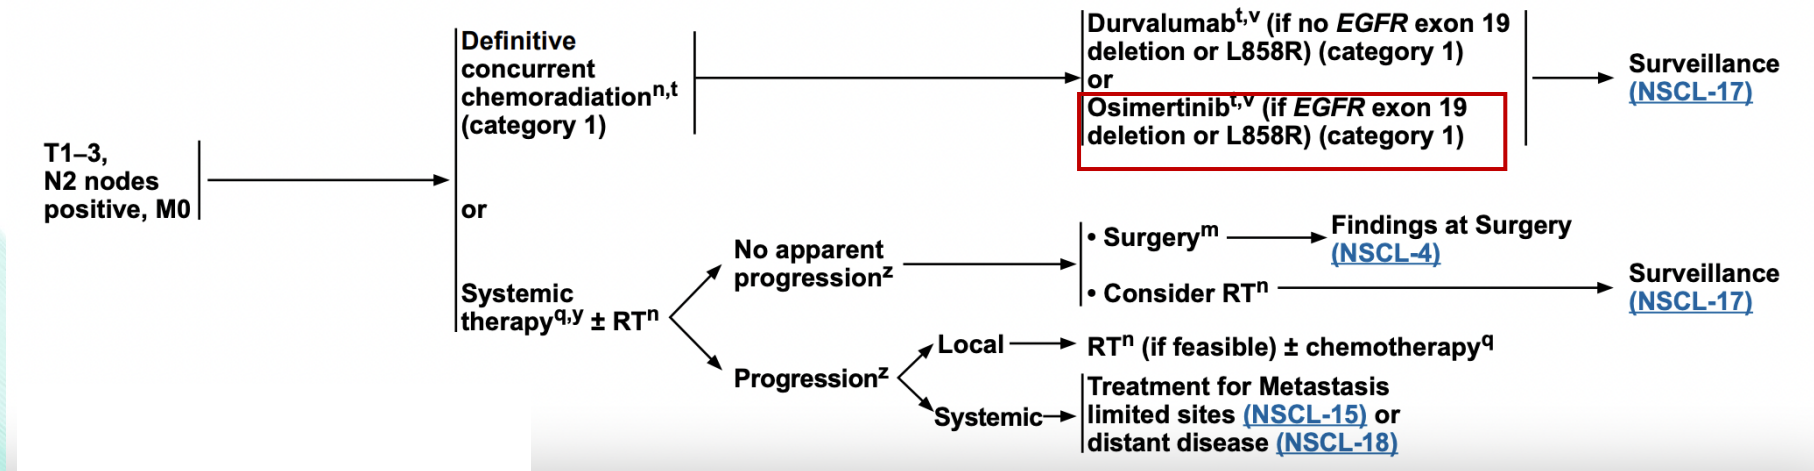 T1–3,
N2 nodes
positive, M0
Definitive
concurrent
chemoradiationⁿ,ᵗ
(category 1)
or
Systemic
therapy^q,y ± RTⁿ
Durvalumabᵗ,ᵛ (if no EGFR exon 19
deletion or L858R) (category 1)
or
Osimertinibᵗ,ᵛ (if EGFR exon 19
deletion or L858R) (category 1)
Surveillance
(NSCL-17)
No apparent
progressionᶻ
• Surgeryᵐ
Findings at Surgery
(NSCL-4)
• Consider RTⁿ
Surveillance
(NSCL-17)
Progressionᶻ
Local
RTⁿ (if feasible) ± chemotherapy^q
Systemic
Treatment for Metastasis
limited sites (NSCL-15) or
distant disease (NSCL-18)